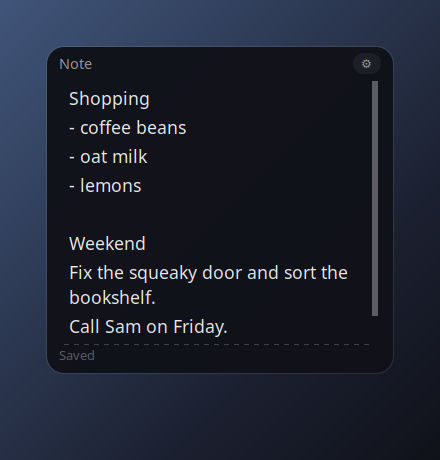 Note
Shopping
- coffee beans
- oat milk
- lemons
Weekend
Fix the squeaky door and sort the
bookshelf.
Call Sam on Friday.
Saved